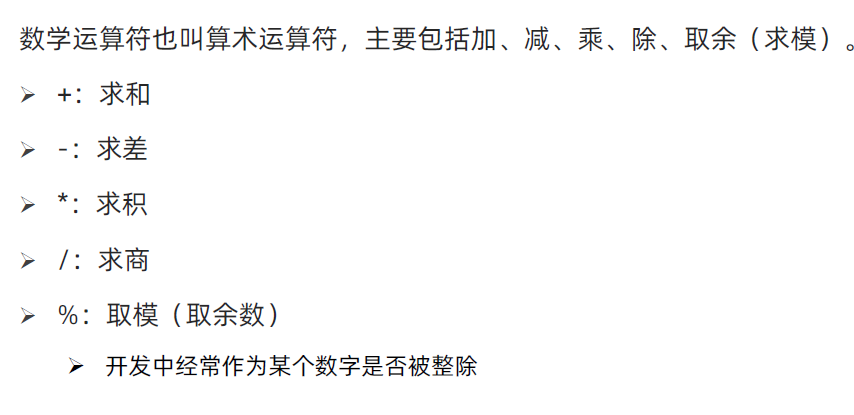 数学运算符也叫算术运算符，主要包括加、减、乘、除、取余（求模）。
➢ +：求和
➢ -：求差
➢ *：求积
➢ /：求商
➢ %：取模（取余数）
➢ 开发中经常作为某个数字是否被整除